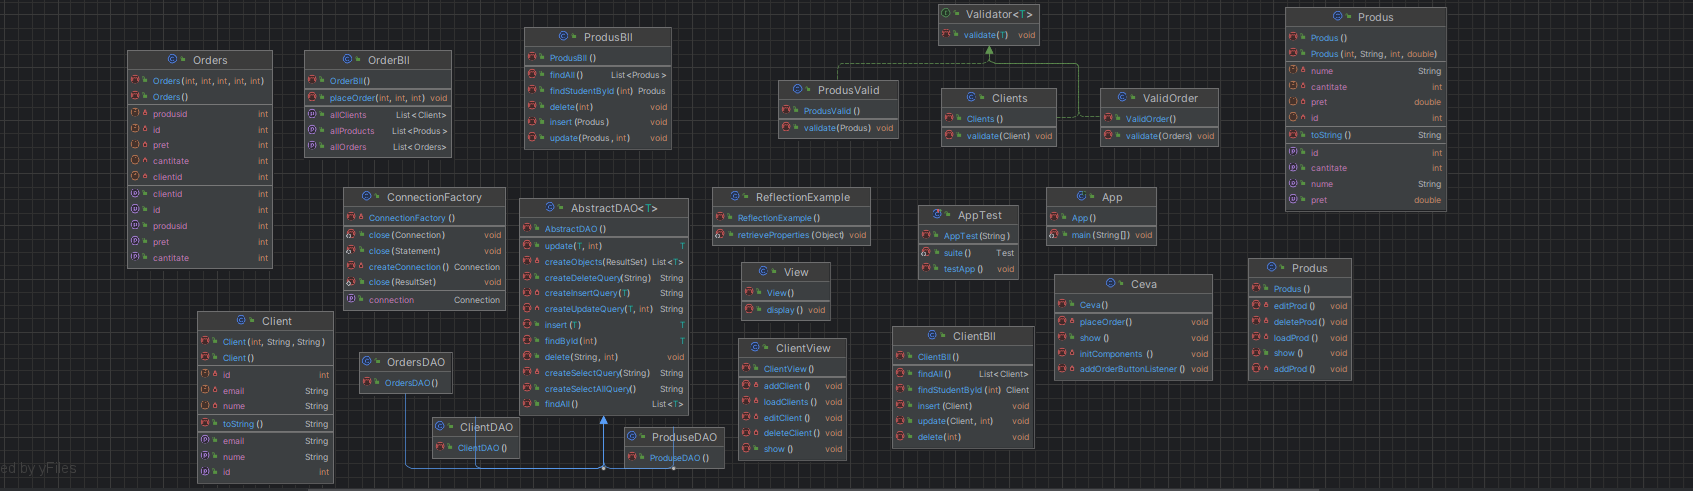 Orders
Orders(int, int, int, int, int)
Orders()
produsid int
id int
pret int
cantitate int
clientid int
clientid int
id int
produsid int
pret int
cantitate int
OrderBll
OrderBll()
placeOrder(int, int, int) void
allClients List<Client>
allProducts List<Produs>
allOrders List<Orders>
ProdusBll
ProdusBll()
findAll() List<Produs>
findStudentById(int) Produs
delete(int) void
insert(Produs) void
update(Produs, int) void
Validator<T>
validate(T) void
ProdusValid
ProdusValid()
validate(Produs) void
Clients
Clients()
validate(Client) void
ValidOrder
ValidOrder()
validate(Orders) void
Produs
Produs()
Produs(int, String, int, double)
nume String
cantitate int
pret double
id int
toString() String
id int
cantitate int
nume String
pret double
ConnectionFactory
ConnectionFactory()
close(Connection) void
close(Statement) void
createConnection() Connection
close(ResultSet) void
connection Connection
AbstractDAO<T>
AbstractDAO()
update(T, int) T
createObjects(ResultSet) List<T>
createDeleteQuery(String) String
createInsertQuery(T) String
createUpdateQuery(T, int) String
insert(T) T
findById(int) T
delete(String, int) void
createSelectQuery(String) String
createSelectAllQuery() String
findAll() List<T>
ReflectionExample
ReflectionExample()
retrieveProperties(Object) void
AppTest
AppTest(String)
suite() Test
testApp() void
App
App()
main(String[]) void
View
View()
display() void
Ceva
Ceva()
placeOrder() void
show() void
initComponents() void
addOrderButtonListener() void
Produs
Produs()
editProd() void
deleteProd() void
loadProd() void
show() void
addProd() void
Client
Client(int, String, String)
Client()
id int
email String
nume String
toString() String
email String
nume String
id int
OrdersDAO
OrdersDAO()
ClientDAO
ClientDAO()
ProduseDAO
ProduseDAO()
ClientView
ClientView()
addClient() void
loadClients() void
editClient() void
deleteClient() void
show() void
ClientBll
ClientBll()
findAll() List<Client>
findStudentById(int) Client
insert(Client) void
update(Client, int) void
delete(int) void
ed by yFiles